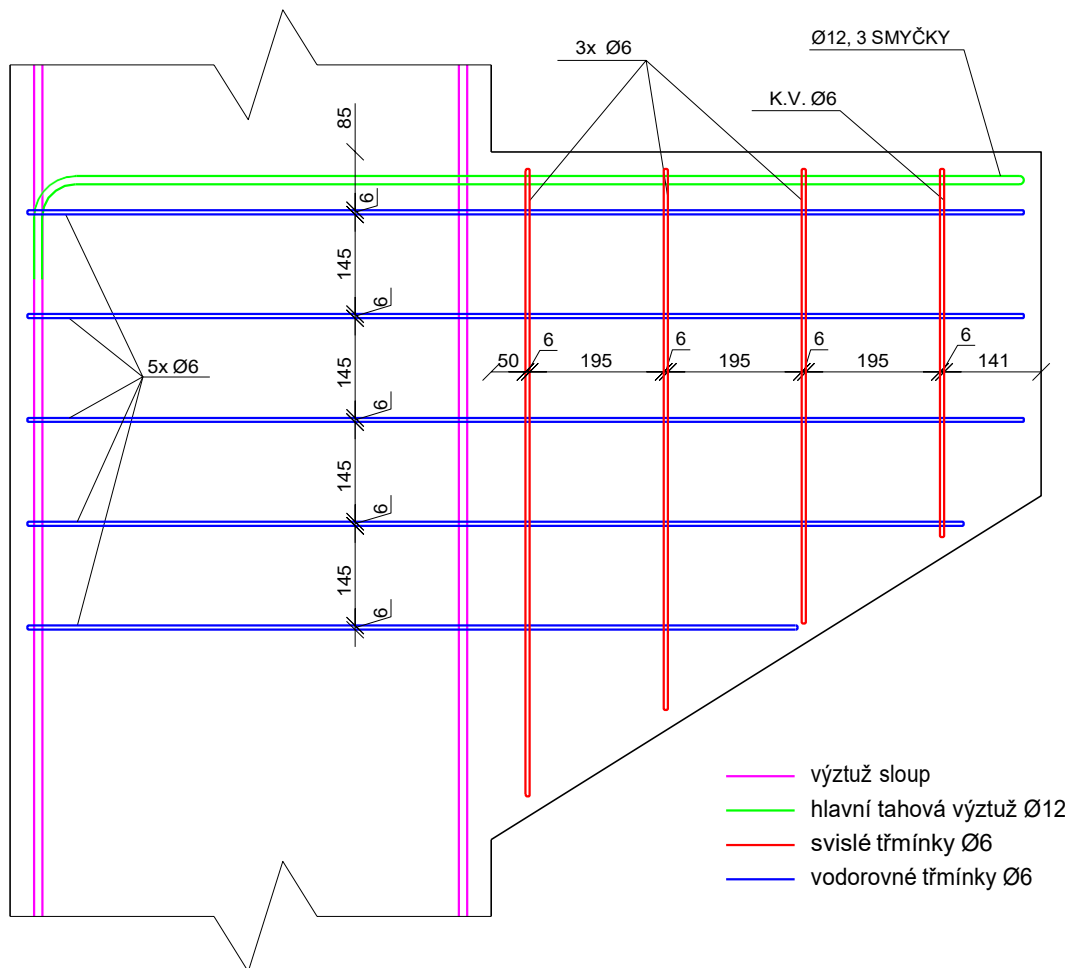 3x Ø6
Ø12, 3 SMYČKY
K.V. Ø6
85
6
145
6
145
6
145
6
145
6
5x Ø6
50
6
195
6
195
6
195
6
141
výztuž sloup
hlavní tahová výztuž Ø12
svislé třmínky Ø6
vodorovné třmínky Ø6